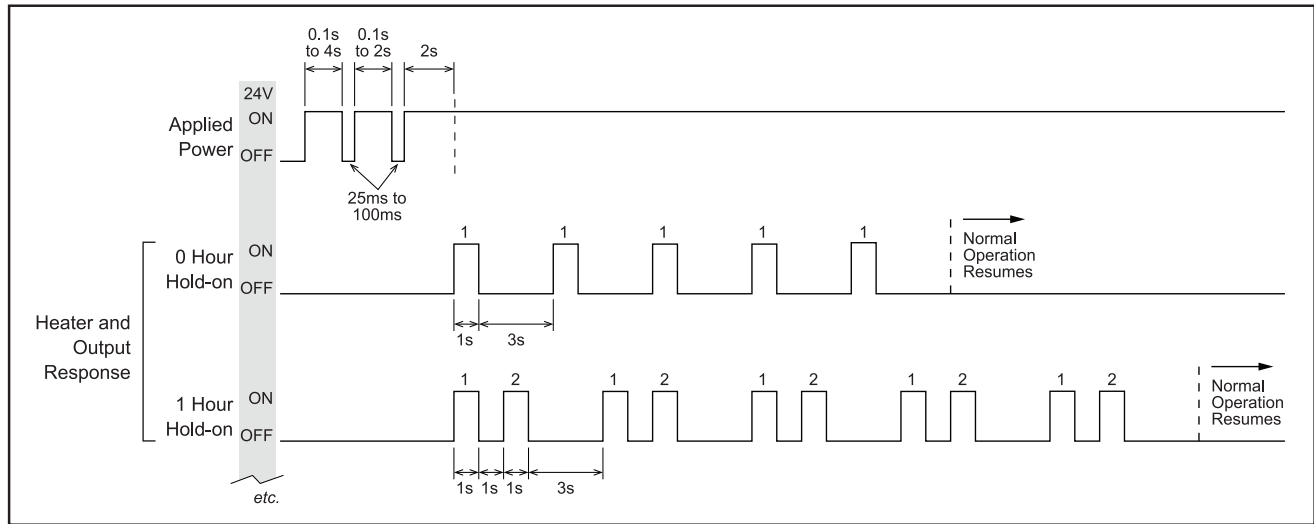 0.1s
to 4s
0.1s
to 2s
2s
24V
ON
OFF
Applied
Power
25ms to
100ms
Heater and
Output
Response
0 Hour
Hold-on
ON
OFF
1 1 1 1 1
Normal
Operation
Resumes
1s 3s
1 Hour
Hold-on
ON
OFF
1 2 1 2 1 2 1 2 1 2
Normal
Operation
Resumes
1s 1s 1s 3s
etc.